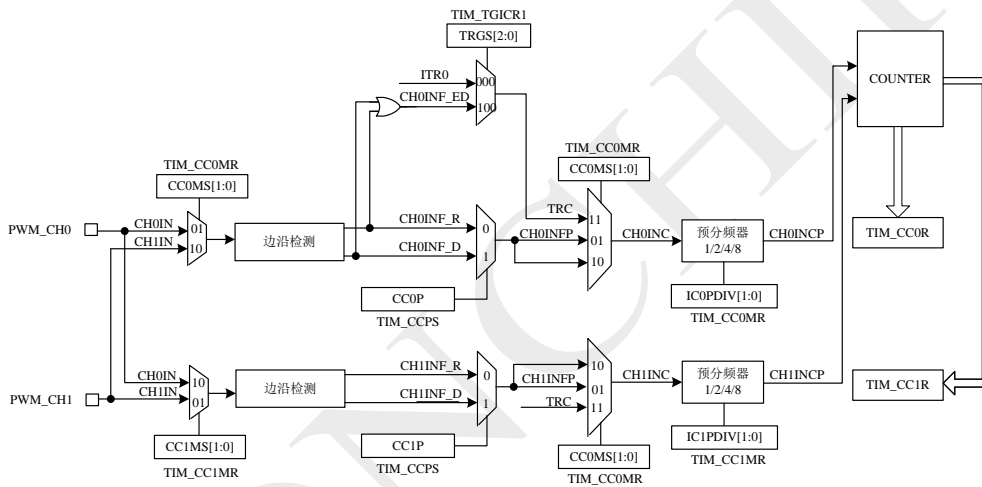 TIM_TGICR1
TRGS[2:0]
ITR0
000
CH0INF_ED
100
COUNTER
TIM_CC0MR
CC0MS[1:0]
TIM_CC0MR
CC0MS[1:0]
PWM_CH0
CH0IN
01
CH1IN
10
边沿检测
CH0INF_R
0
CH0INF_D
1
TRC
11
CH0INFP
01
10
CH0INC
预分频器
1/2/4/8
CH0INCP
TIM_CC0R
CC0P
TIM_CCPS
IC0PDIV[1:0]
TIM_CC0MR
PWM_CH1
CH0IN
10
CH1IN
01
边沿检测
CH1INF_R
0
CH1INF_D
1
10
CH1INFP
01
TRC
11
CH1INC
预分频器
1/2/4/8
CH1INCP
TIM_CC1R
CC1MS[1:0]
TIM_CC1MR
CC1P
TIM_CCPS
CC0MS[1:0]
TIM_CC0MR
IC1PDIV[1:0]
TIM_CC1MR